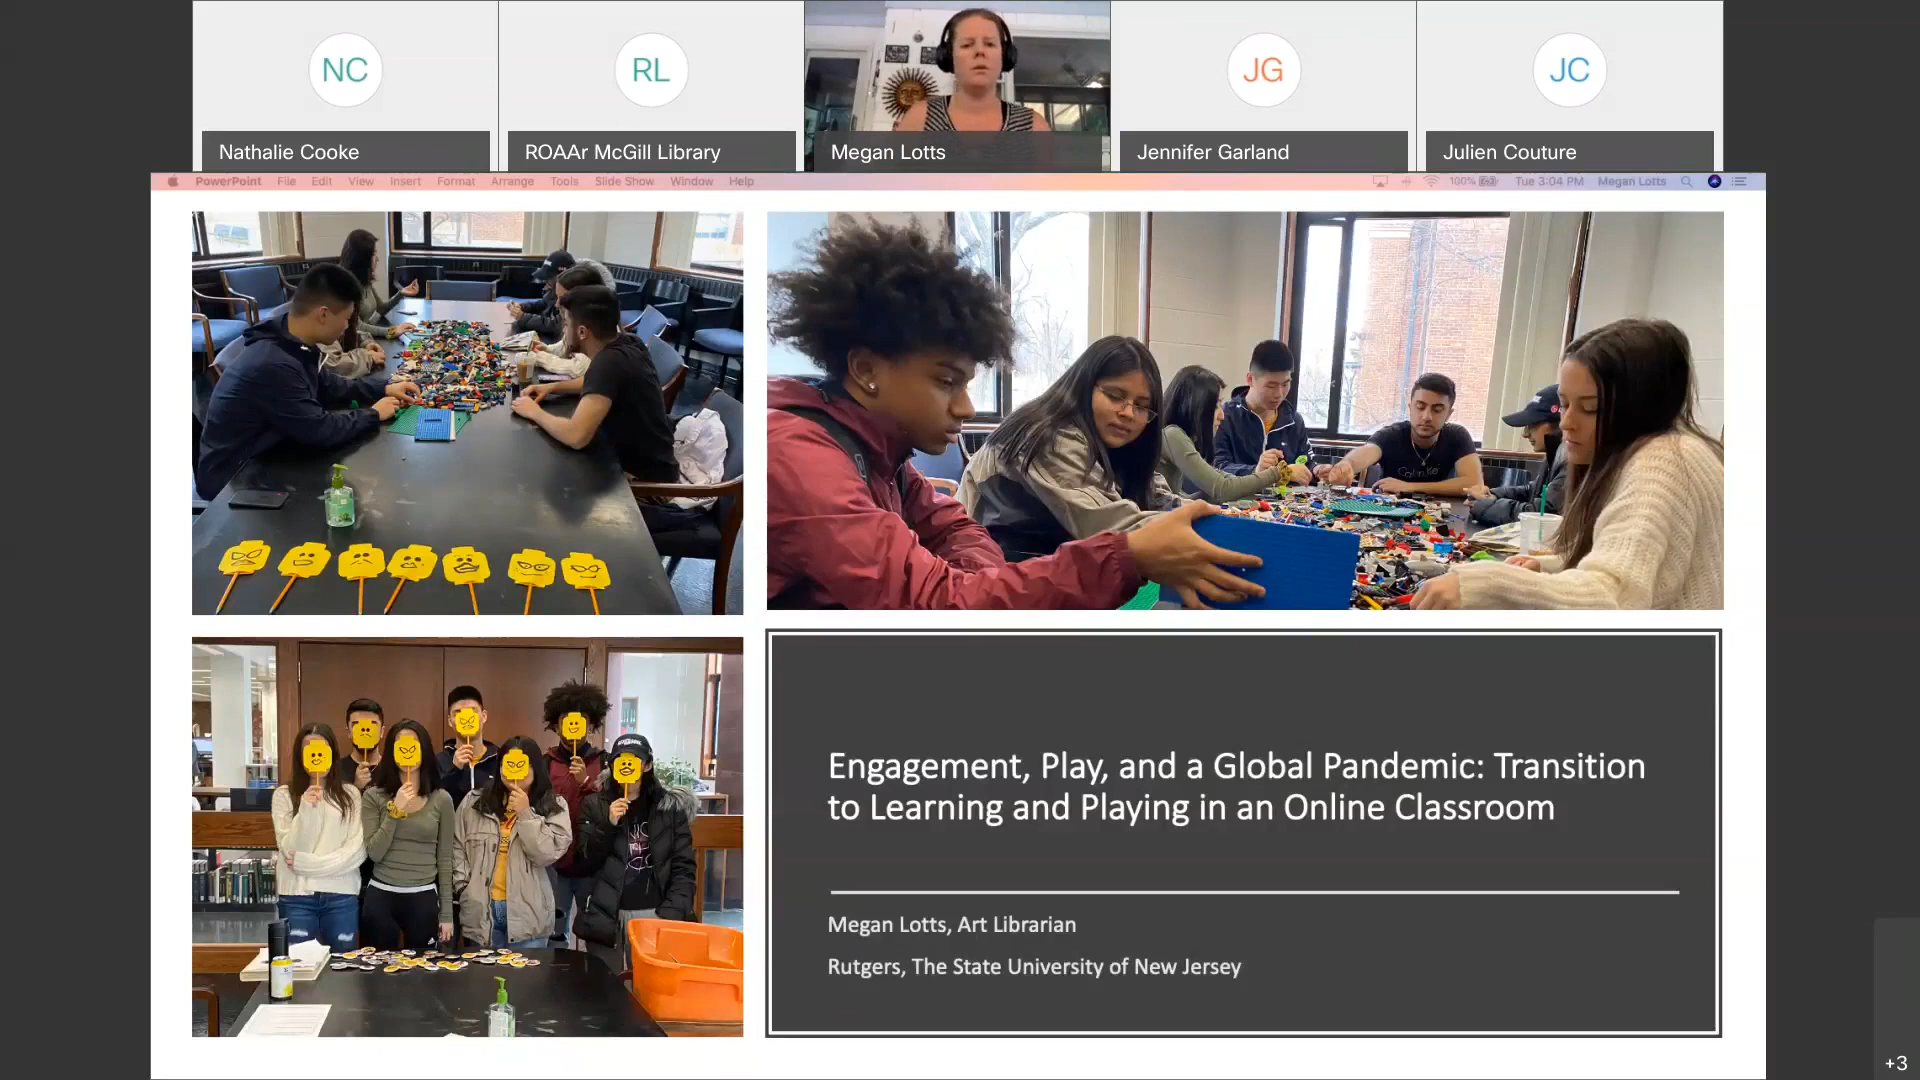 NC
RL
JG
JC
Nathalie Cooke
ROAAr McGill Library
Megan Lotts
Jennifer Garland
Julien Couture
PowerPoint File Edit View Insert Format Arrange Tools Slide Show Window Help
100% Tue 3:04 PM Megan Lotts
Engagement, Play, and a Global Pandemic: Transition
to Learning and Playing in an Online Classroom
Megan Lotts, Art Librarian
Rutgers, The State University of New Jersey
+3